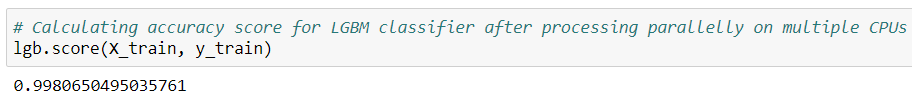 # Calculating accuracy score for LGBM classifier after processing parallelly on multiple CPUs
lgb.score(X_train, y_train)
0.9980650495035761